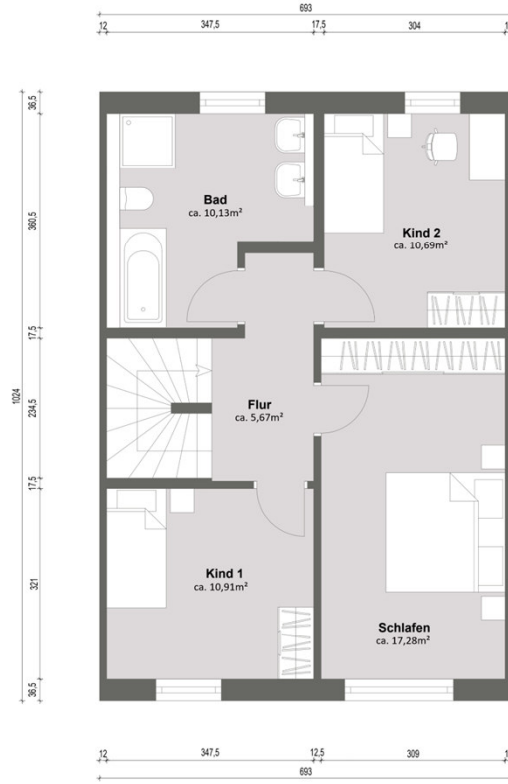 693
12 347,5 17,5 304
36,5
Bad
ca. 10,13m²
Kind 2
ca. 10,69m²
360,5
17,5
1024
234,5
Flur
ca. 5,67m²
17,5
Kind 1
ca. 10,91m²
321
Schlafen
ca. 17,28m²
36,5
12 347,5 12,5 309
693